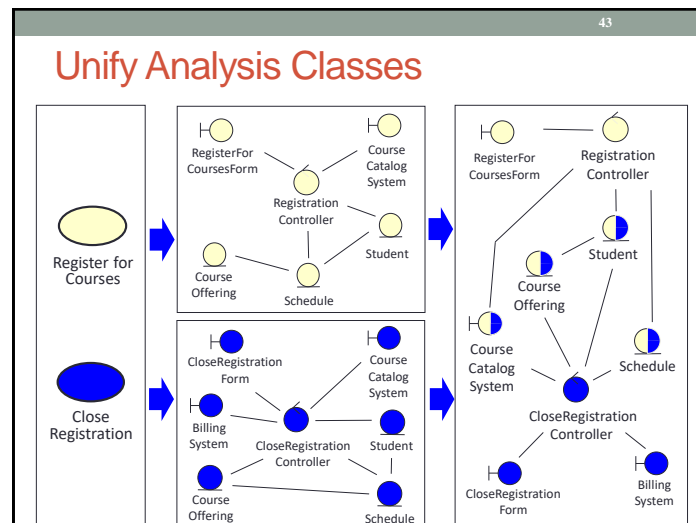 43
Unify Analysis Classes
Register for
Courses
Close
Registration
RegisterFor
CoursesForm
Course
Catalog
System
Registration
Controller
Student
Course
Offering
Schedule
CloseRegistration
Form
Course
Catalog
System
Billing
System
CloseRegistration
Controller
Student
Course
Offering
Schedule
RegisterFor
CoursesForm
Registration
Controller
Student
Course
Offering
Course
Catalog
System
Schedule
CloseRegistration
Controller
CloseRegistration
Form
Billing
System